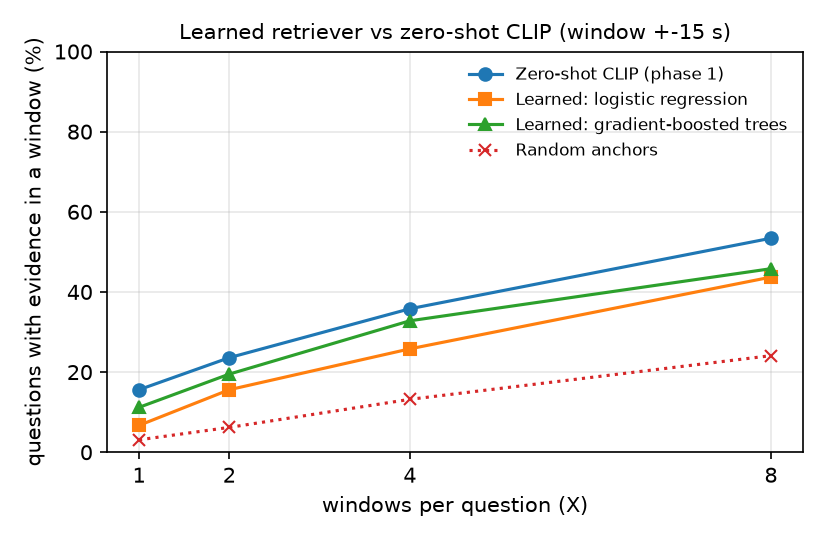 Learned retriever vs zero-shot CLIP (window +-15 s)
questions with evidence in a window (%)
100
80
60
40
20
0
Zero-shot CLIP (phase 1)
Learned: logistic regression
Learned: gradient-boosted trees
Random anchors
1 2 4 8
windows per question (X)